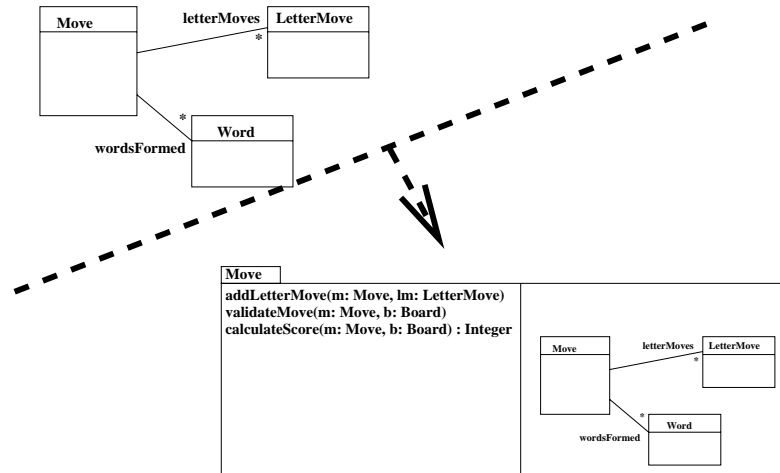 letterMoves
LetterMove
Move
*
*
Word
wordsFormed
Move
addLetterMove(m: Move, lm: LetterMove)
validateMove(m: Move, b: Board)
calculateScore(m: Move, b: Board) : Integer
letterMoves
LetterMove
Move
*
*
Word
wordsFormed